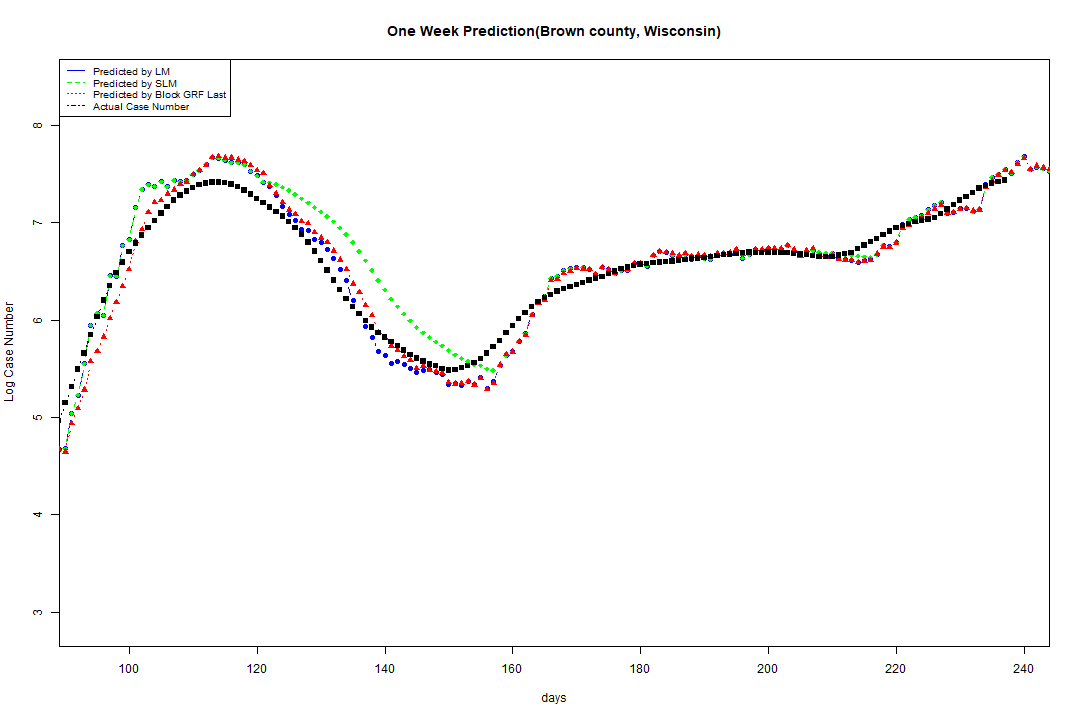 One Week Prediction(Brown county, Wisconsin)
Predicted by LM
Predicted by SLM
Predicted by Block GRF Last
Actual Case Number
8
7
6
5
4
3
Log Case Number
100 120 140 160 180 200 220 240
days